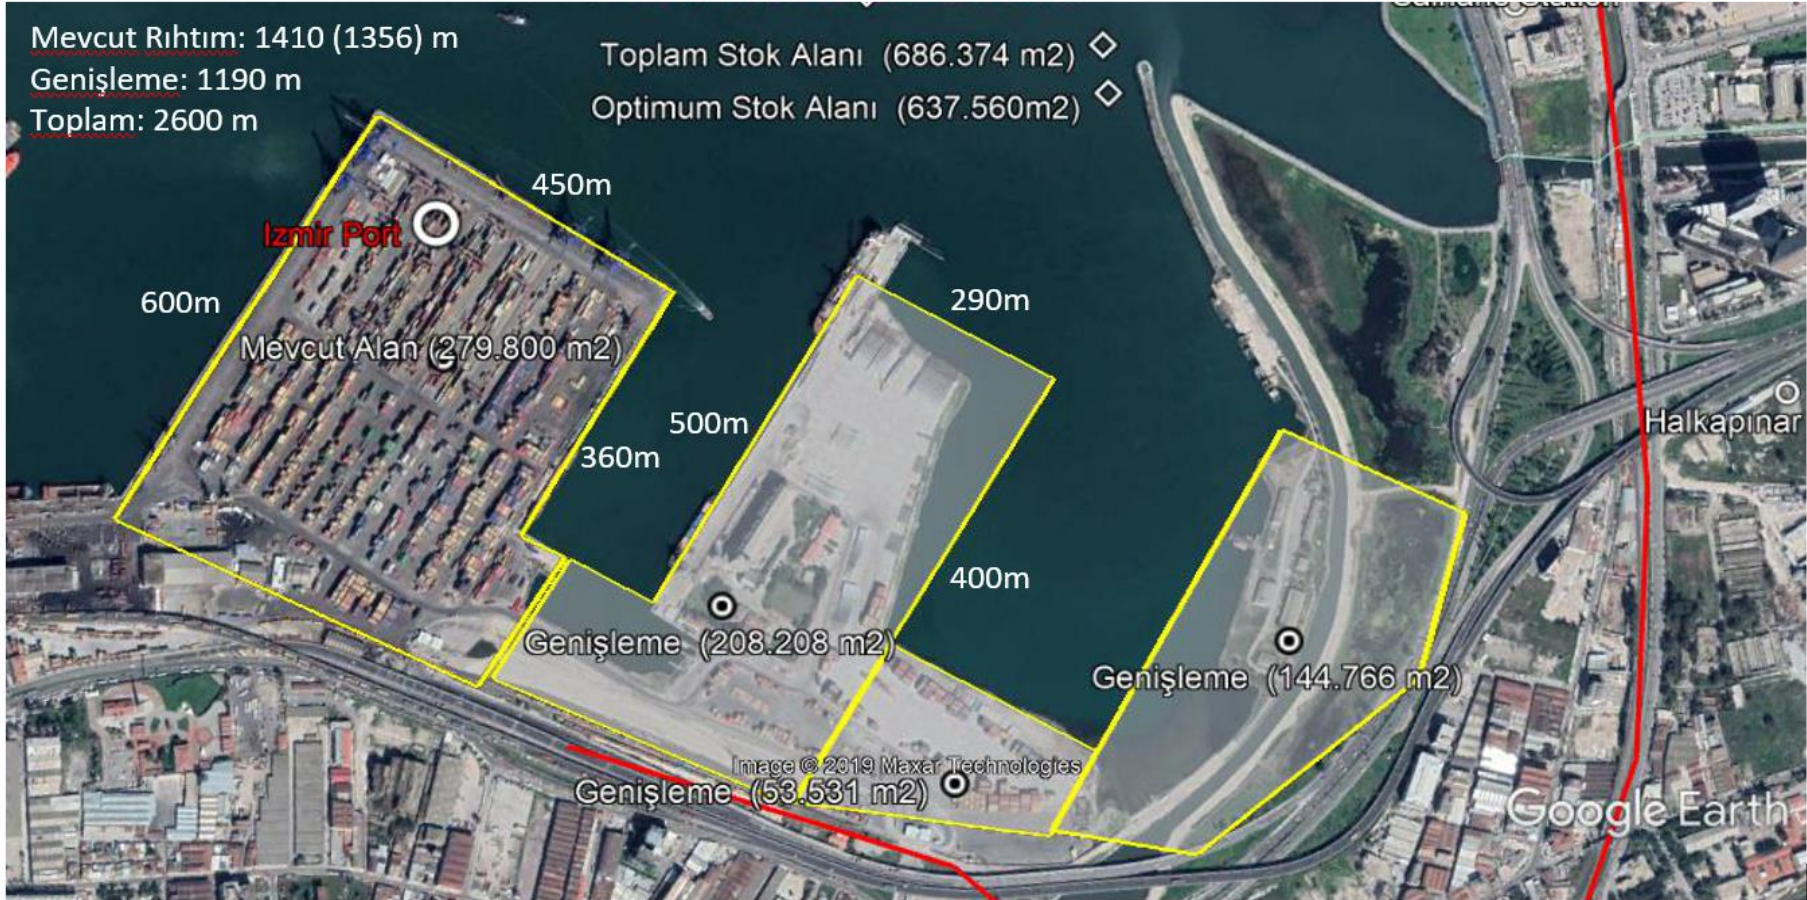 Mevcut Rıhtım: 1410 (1356) m
Genişleme: 1190 m
Toplam: 2600 m
Toplam Stok Alanı (686.374 m2)
Optimum Stok Alanı (637.560m2)
450m
Izmir Port
600m
290m
Mevcut Alan (279.800 m2)
500m
Halkapınar
360m
400m
Genişleme (208.208 m2)
Genişleme (144.766 m2)
Image © 2019 Maxar Technologies
Genişleme (53.531 m2)
Google Earth